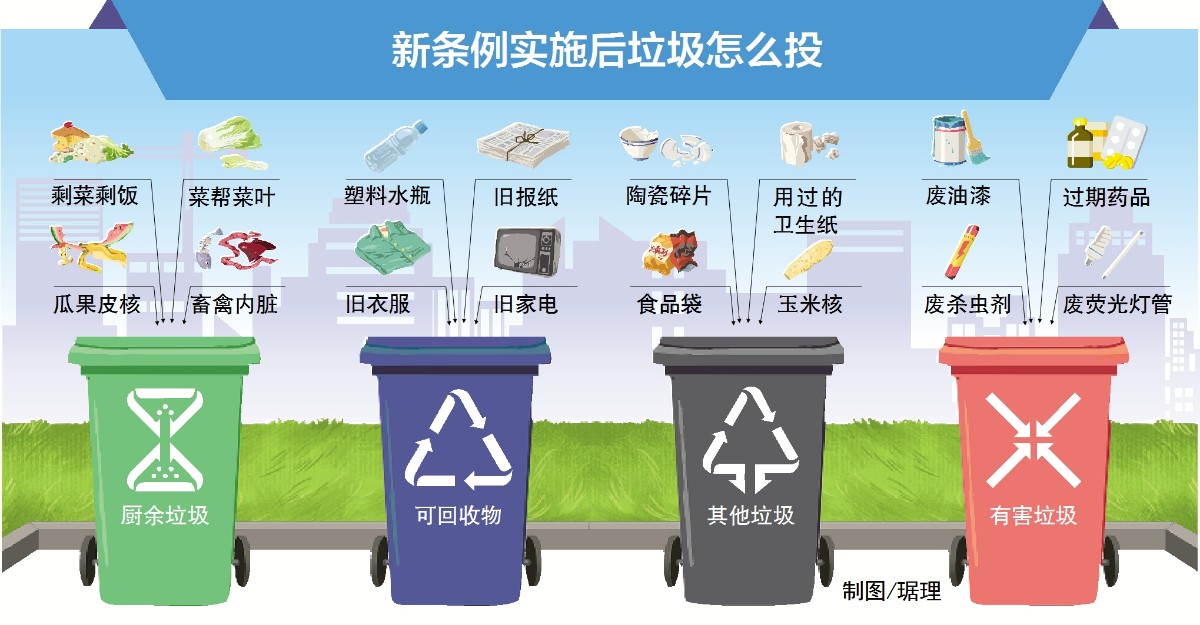 新条例实施后垃圾怎么投
剩菜剩饭
菜帮菜叶
瓜果皮核
畜禽内脏
塑料水瓶
旧报纸
旧衣服
旧家电
陶瓷碎片
用过的
卫生纸
食品袋
玉米核
废油漆
过期药品
废杀虫剂
废荧光灯管
厨余垃圾
可回收物
其他垃圾
有害垃圾
制图/琚理